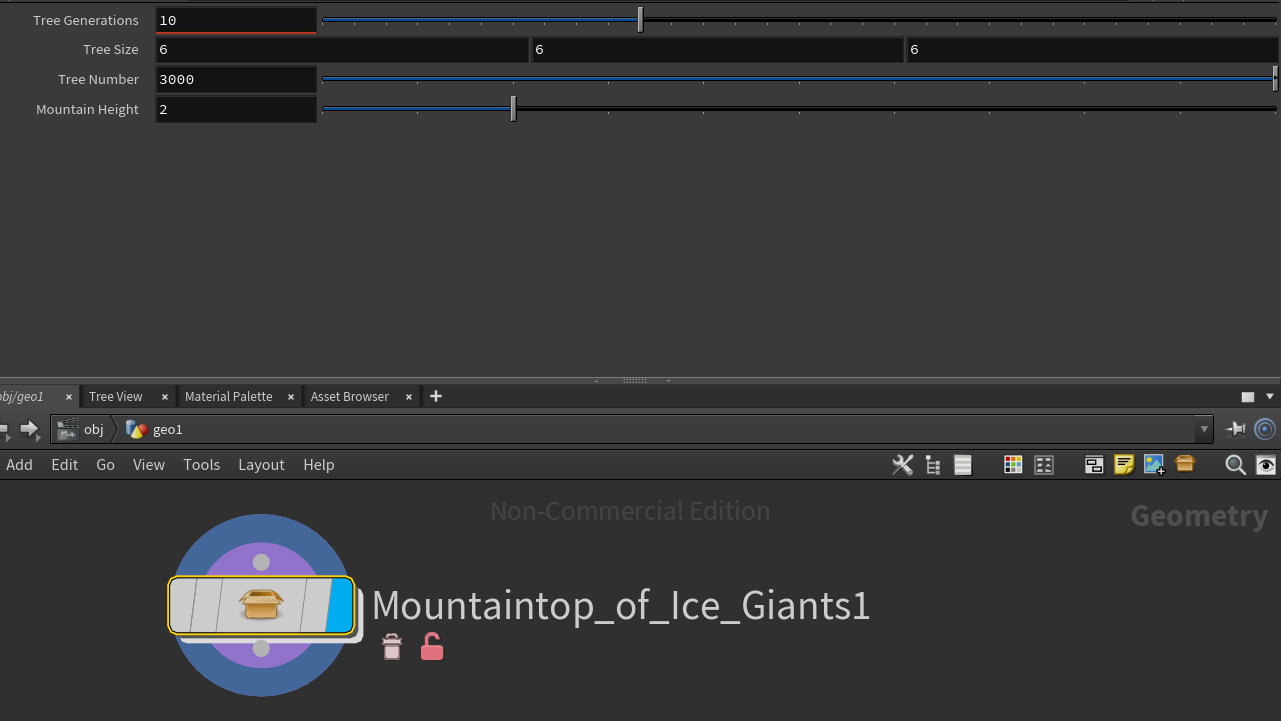 Tree Generations 10
Tree Size 6 6 6
Tree Number 3000
Mountain Height 2
obj/geo1 × Tree View × Material Palette × Asset Browser × +
obj geo1
Add Edit Go View Tools Layout Help
Non-Commercial Edition Geometry
Mountaintop_of_Ice_Giants1